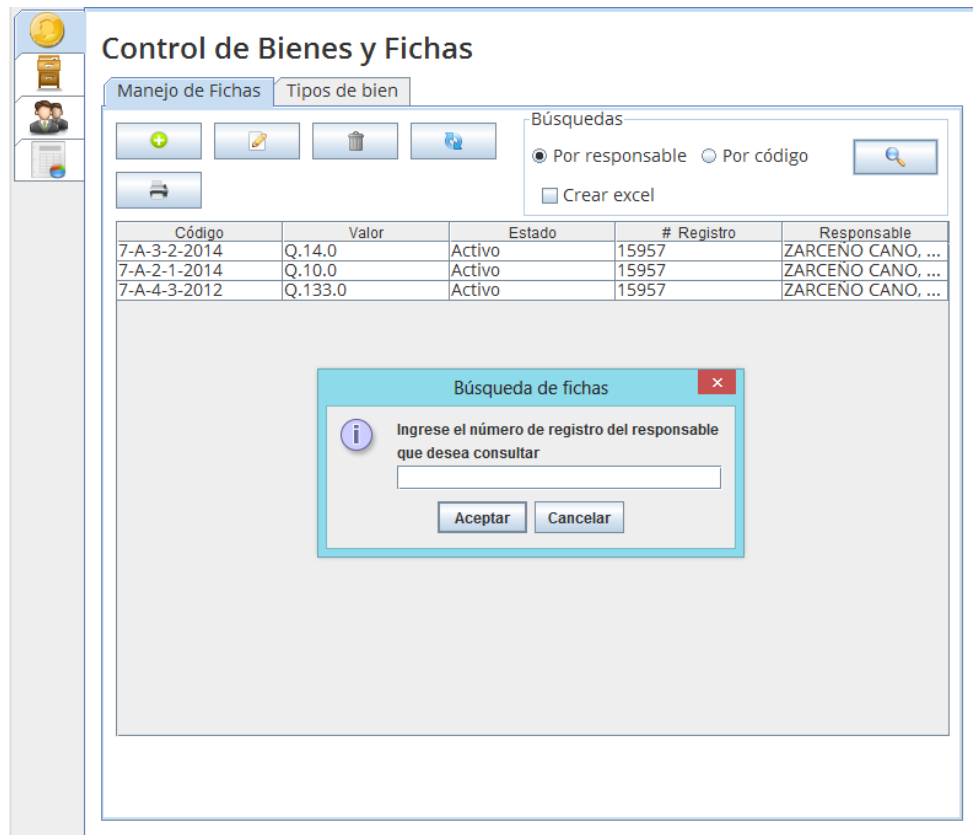 Control de Bienes y Fichas
Manejo de Fichas Tipos de bien
Búsquedas
Por responsable Por código
Crear excel
Código Valor Estado # Registro Responsable
7-A-3-2-2014 Q.14.0 Activo 15957 ZARCEÑO CANO, ...
7-A-2-1-2014 Q.10.0 Activo 15957 ZARCEÑO CANO, ...
7-A-4-3-2012 Q.133.0 Activo 15957 ZARCEÑO CANO, ...
Búsqueda de fichas
Ingrese el número de registro del responsable
que desea consultar
Aceptar Cancelar